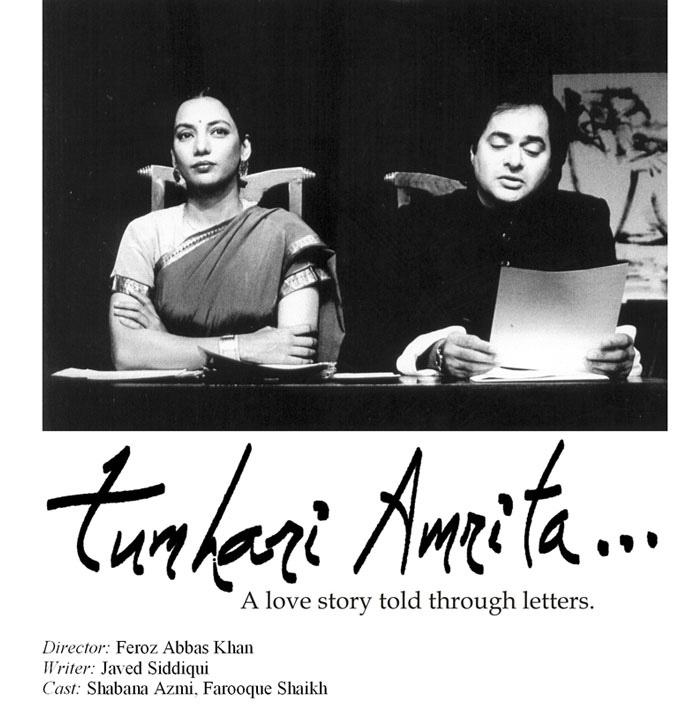 Tumhari Amrita...
A love story told through letters.
Director: Feroz Abbas Khan
Writer: Javed Siddiqui
Cast: Shabana Azmi, Farooque Shaikh